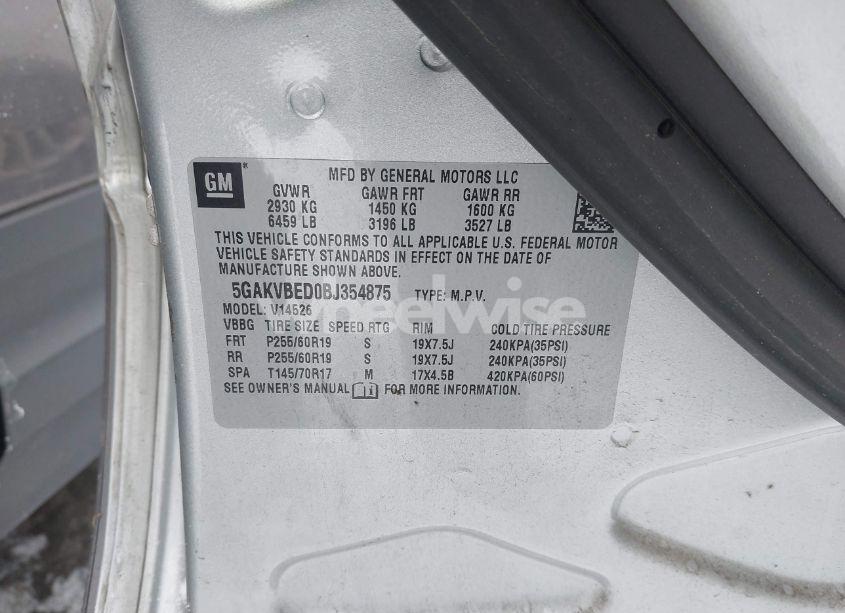 GM
MFD BY GENERAL MOTORS LLC
GVWR GAWR FRT GAWR RR
2930 KG 1450 KG 1600 KG
6459 LB 3196 LB 3527 LB
THIS VEHICLE CONFORMS TO ALL APPLICABLE U.S. FEDERAL MOTOR
VEHICLE SAFETY STANDARDS IN EFFECT ON THE DATE OF
MANUFACTURE SHOWN ABOVE.
5GAKVBED0BJ354875 TYPE: M.P.V.
MODEL: V14526
VBBG TIRE SIZE SPEED RTG RIM COLD TIRE PRESSURE
FRT P255/60R19 S 19X7.5J 240KPA(35PSI)
RR P255/60R19 S 19X7.5J 240KPA(35PSI)
SPA T145/70R17 M 17X4.5B 420KPA(60PSI)
SEE OWNER'S MANUAL FOR MORE INFORMATION.
wheelwise